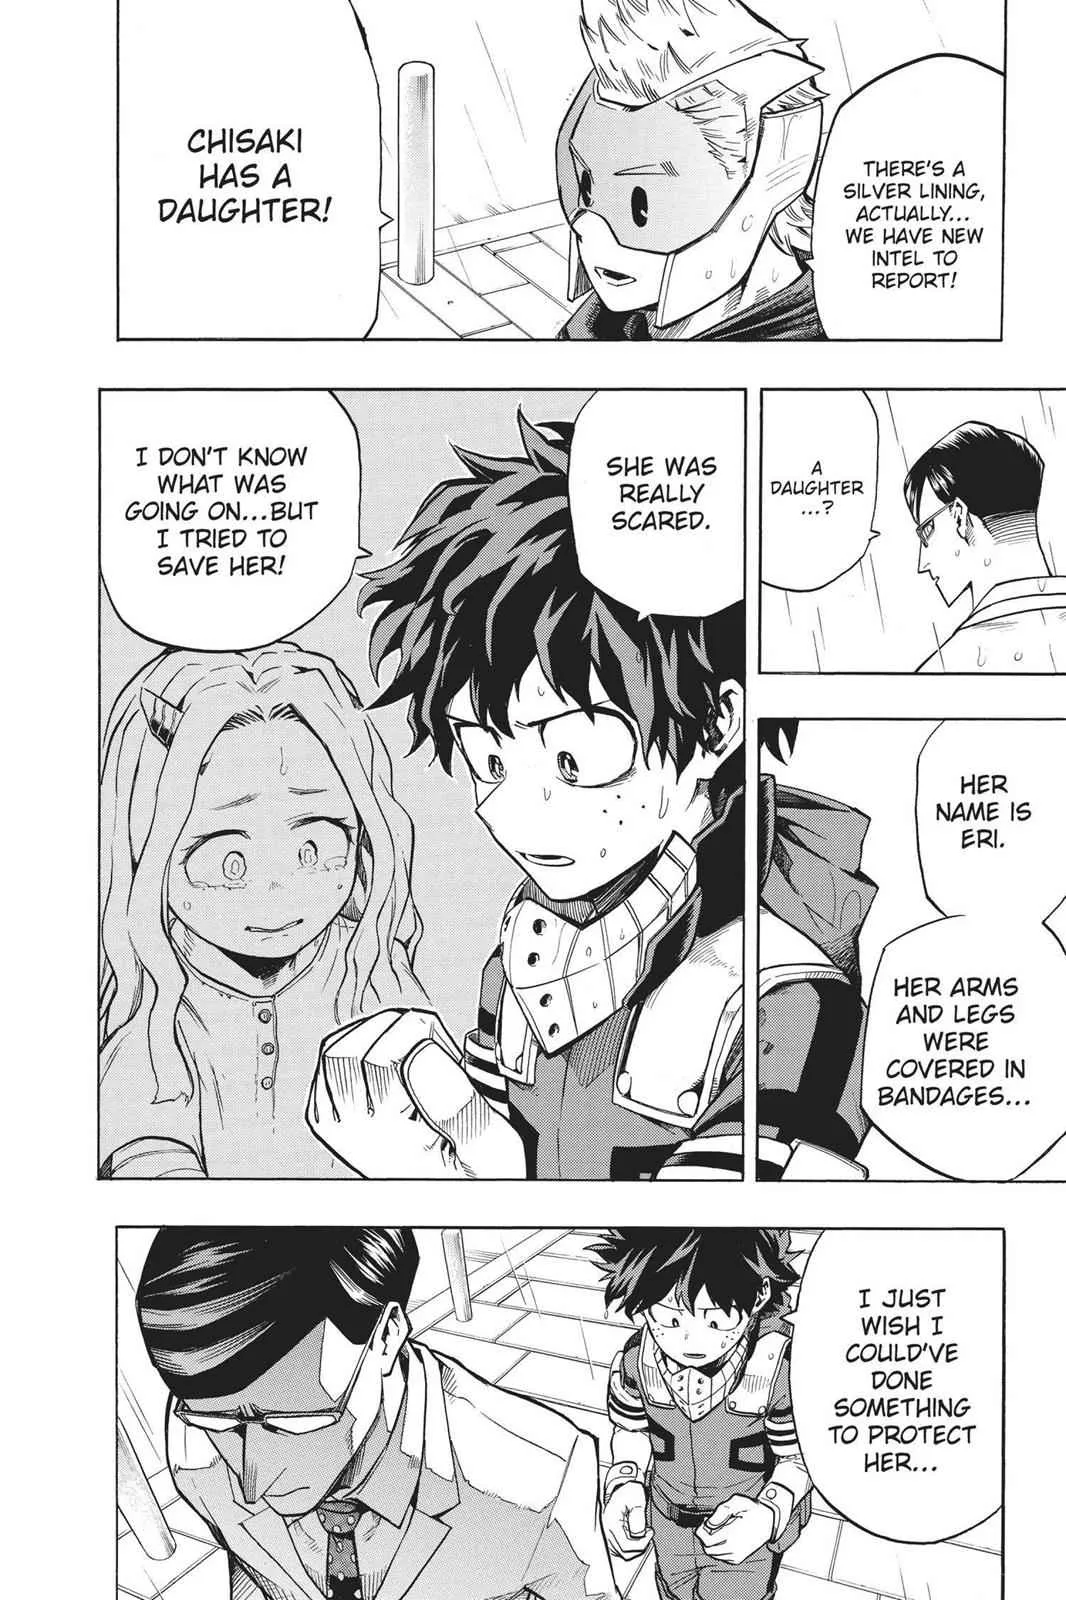 THERE'S A
SILVER LINING,
ACTUALLY...
WE HAVE NEW
INTEL TO
REPORT!
CHISAKI
HAS A
DAUGHTER!
A
DAUGHTER
...?
SHE WAS
REALLY
SCARED.
I DON'T KNOW
WHAT WAS
GOING ON...BUT
I TRIED TO
SAVE HER!
HER
NAME IS
ERI.
HER ARMS
AND LEGS
WERE
COVERED IN
BANDAGES...
I JUST
WISH I
COULD'VE
DONE
SOMETHING
TO PROTECT
HER...